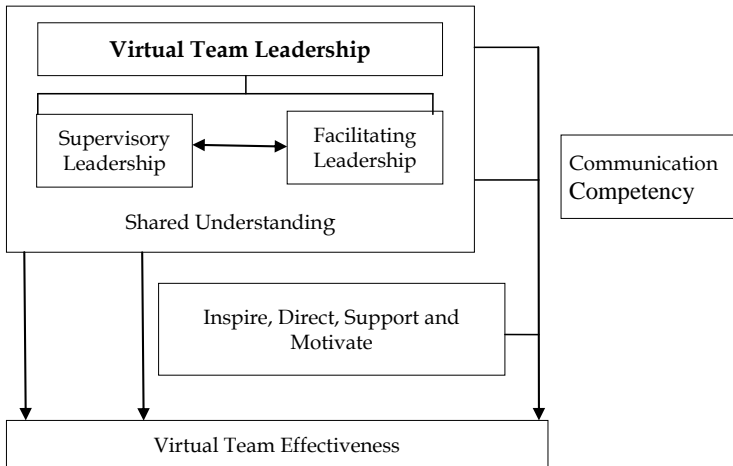 Virtual Team Leadership
Supervisory
Leadership
Facilitating
Leadership
Shared Understanding
Communication
Competency
Inspire, Direct, Support and
Motivate
Virtual Team Effectiveness